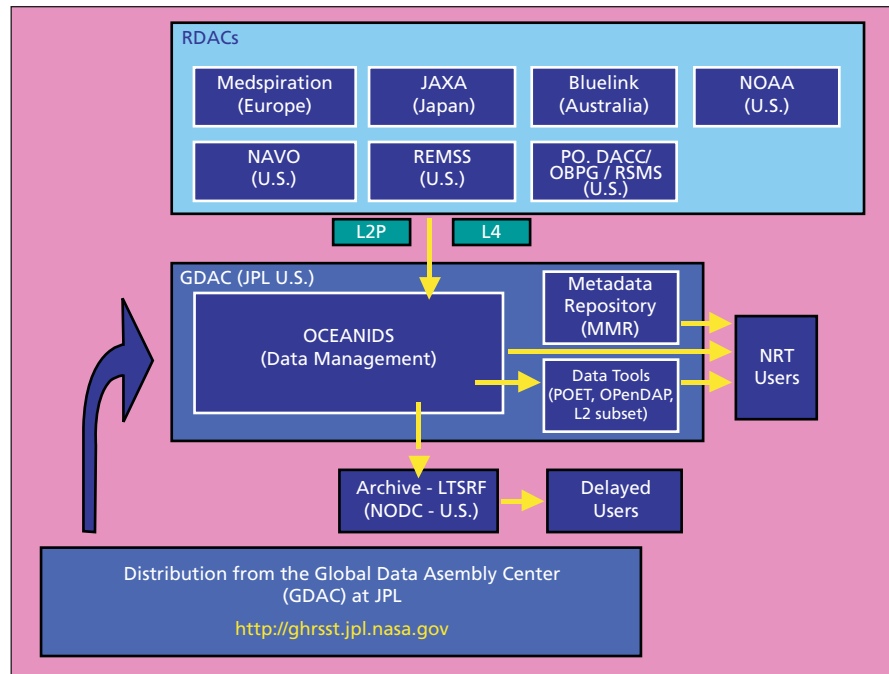 RDACs
Medspiration
(Europe)
JAXA
(Japan)
Bluelink
(Australia)
NOAA
(U.S.)
NAVO
(U.S.)
REMSS
(U.S.)
PO. DACC/
OBPG / RSMS
(U.S.)
L2P
L4
GDAC (JPL U.S.)
OCEANIDS
(Data Management)
Metadata
Repository
(MMR)
Data Tools
(POET, OPenDAP,
L2 subset)
NRT
Users
Archive - LTSRF
(NODC - U.S.)
Delayed
Users
Distribution from the Global Data Asembly Center
(GDAC) at JPL
http://ghrsst.jpl.nasa.gov